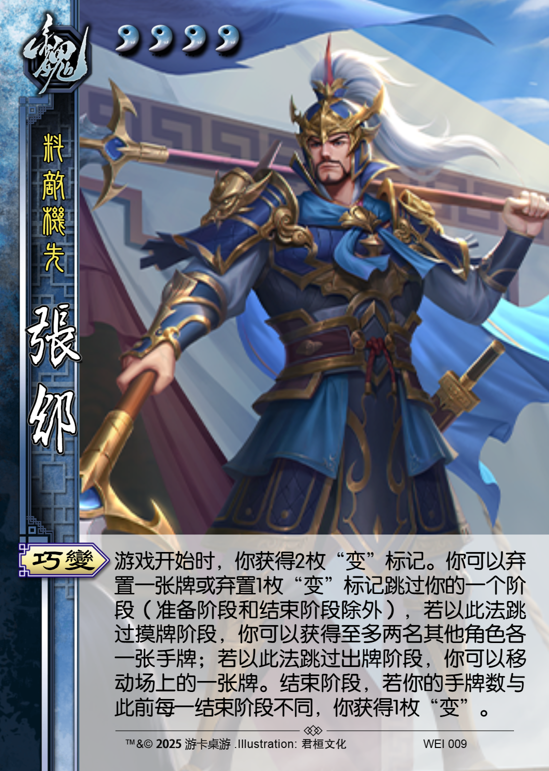 魏
料敵機先
張郃
巧變
游戏开始时，你获得2枚“变”标记。你可以弃
置一张牌或弃置1枚“变”标记跳过你的一个阶
段（准备阶段和结束阶段除外），若以此法跳
过摸牌阶段，你可以获得至多两名其他角色各
一张手牌；若以此法跳过出牌阶段，你可以移
动场上的一张牌。结束阶段，若你的手牌数与
此前每一结束阶段不同，你获得1枚“变”。
™&© 2025 游卡桌游 .Illustration: 君桓文化
WEI 009